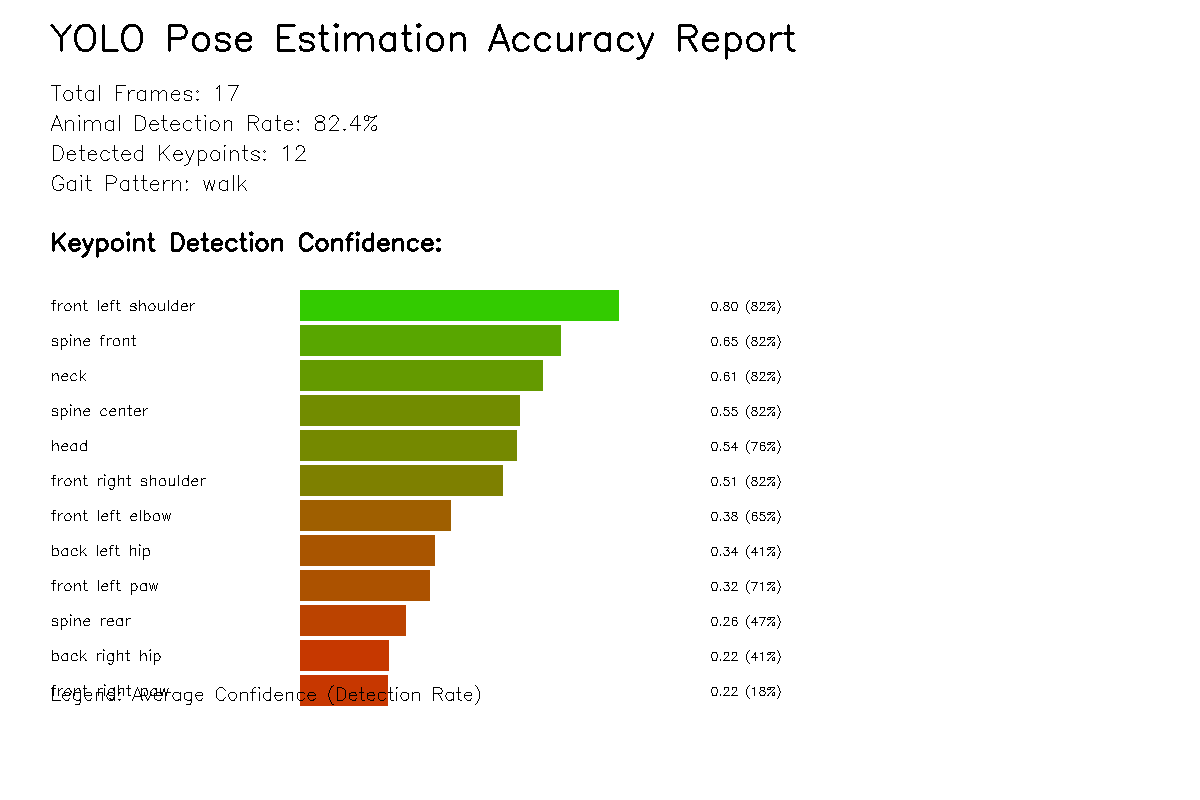 YOLO Pose Estimation Accuracy Report
Total Frames: 17
Animal Detection Rate: 82.4%
Detected Keypoints: 12
Gait Pattern: walk
Keypoint Detection Confidence:
front left shoulder 0.80 (82%)
spine front 0.65 (82%)
neck 0.61 (82%)
spine center 0.55 (82%)
head 0.54 (76%)
front right shoulder 0.51 (82%)
front left elbow 0.38 (65%)
back left hip 0.34 (41%)
front left paw 0.32 (71%)
spine rear 0.26 (47%)
back right hip 0.22 (41%)
front right paw 0.22 (18%)
Legend: Average Confidence (Detection Rate)